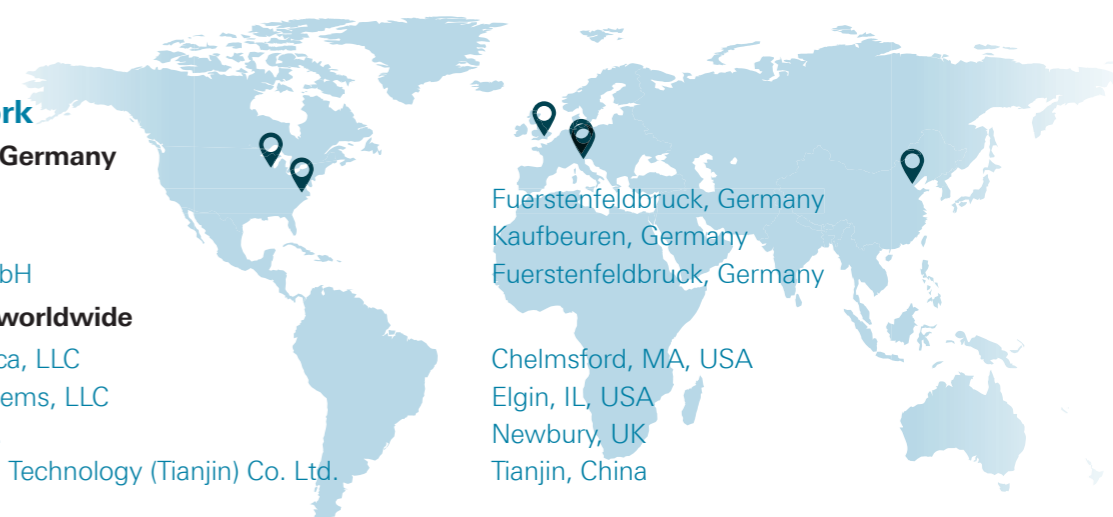 rk
Germany
Fuerstenfeldbruck, Germany
Kaufbeuren, Germany
bH Fuerstenfeldbruck, Germany
worldwide
ca, LLC Chelmsford, MA, USA
ems, LLC Elgin, IL, USA
Newbury, UK
Technology (Tianjin) Co. Ltd. Tianjin, China